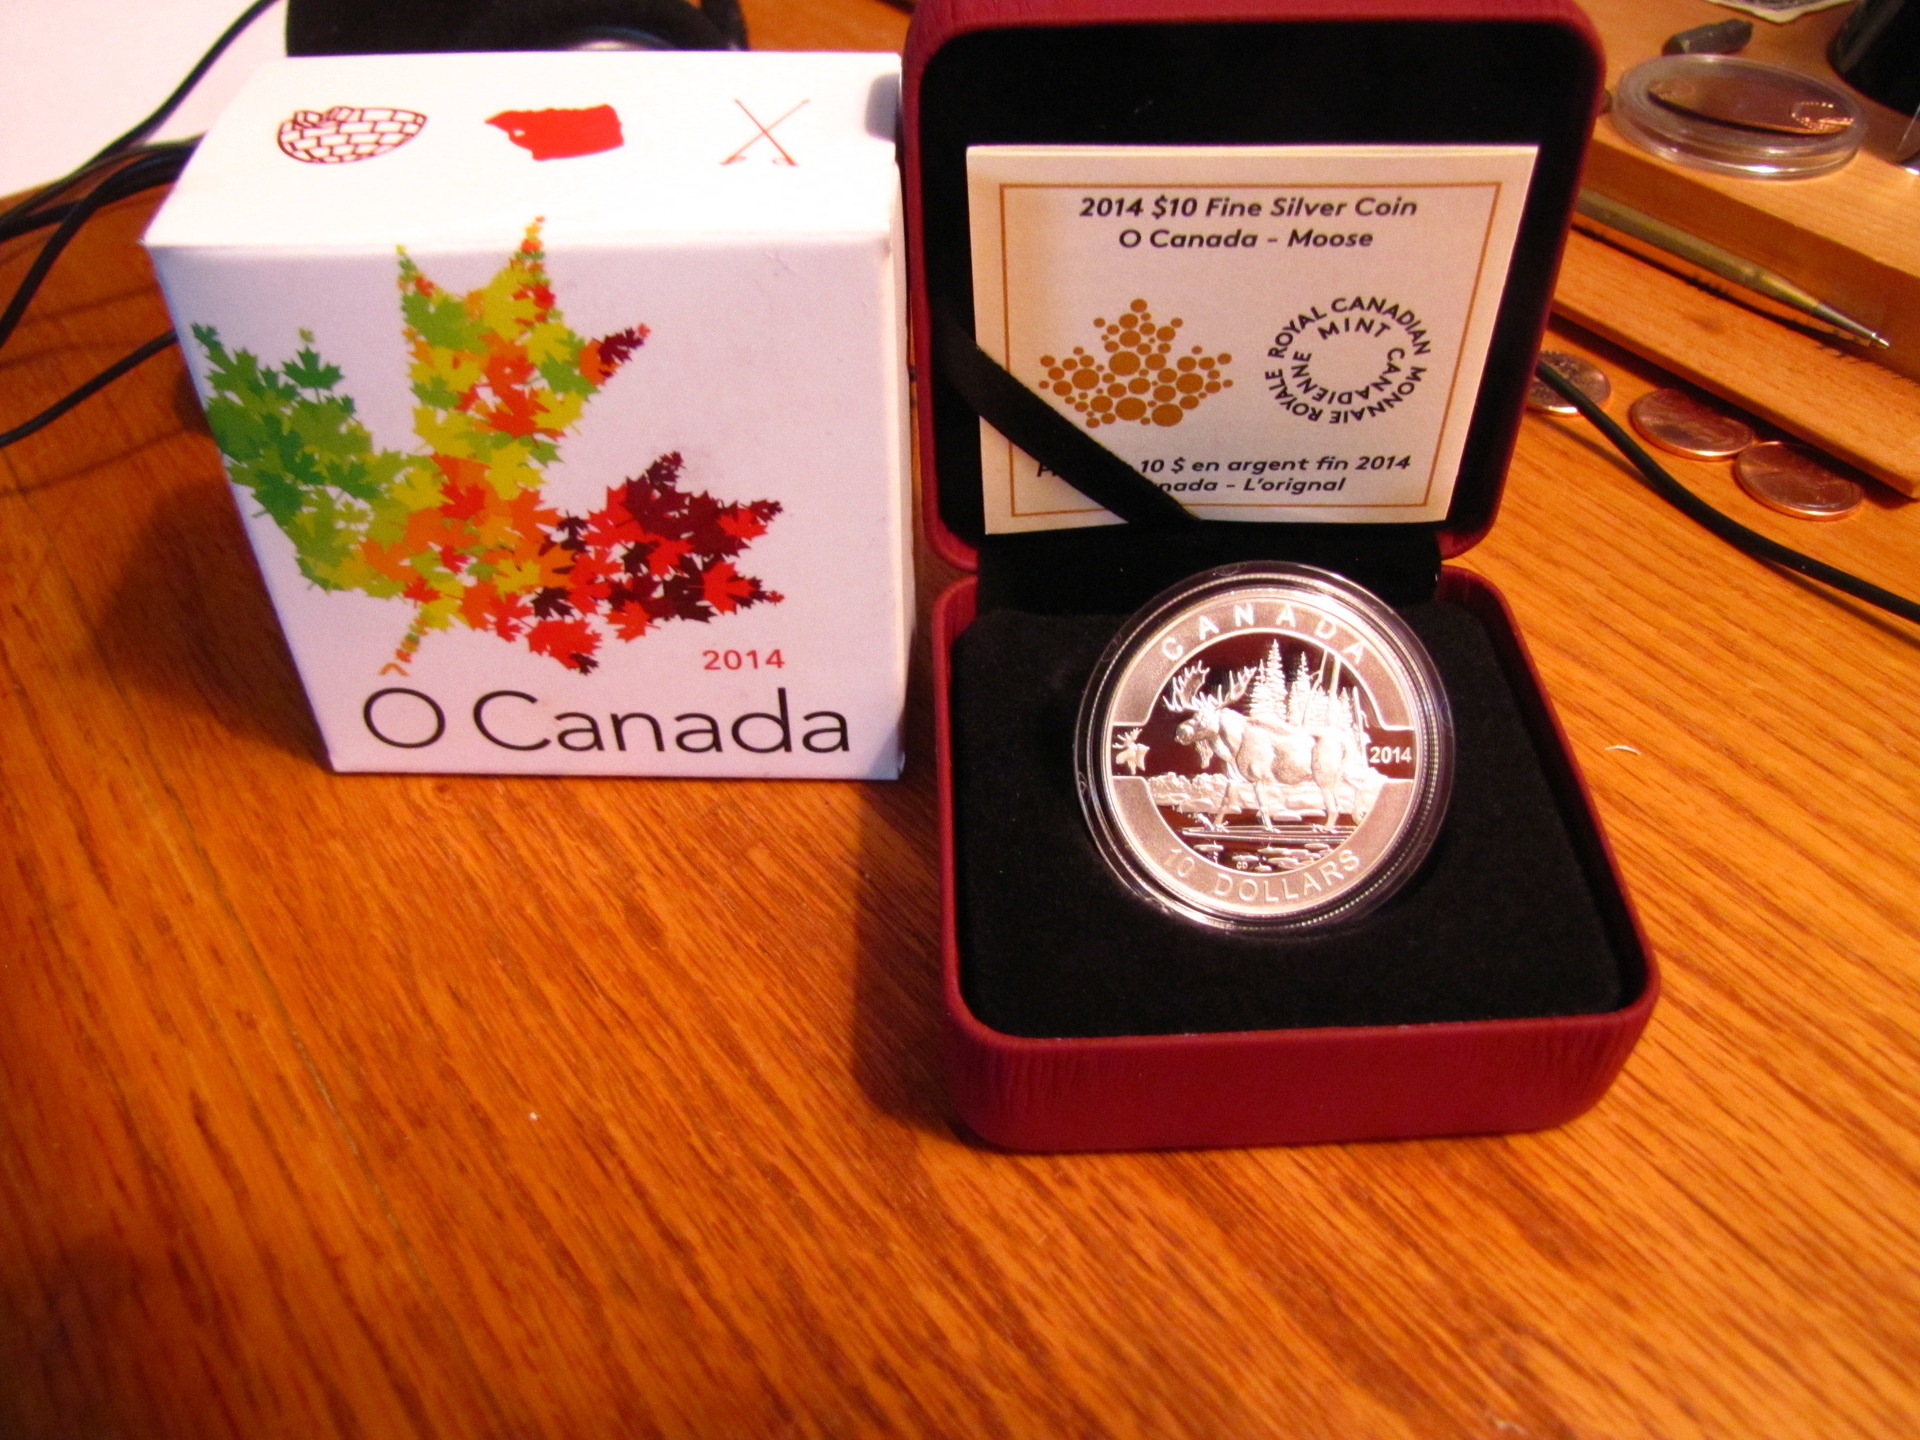 2014
O Canada
2014 $10 Fine Silver Coin
O Canada – Moose
ROYAL CANADIAN MINT
MONNAIE ROYALE CANADIENNE
10 $ en argent fin 2014
– L'orignal
CANADA
2014
10 DOLLARS